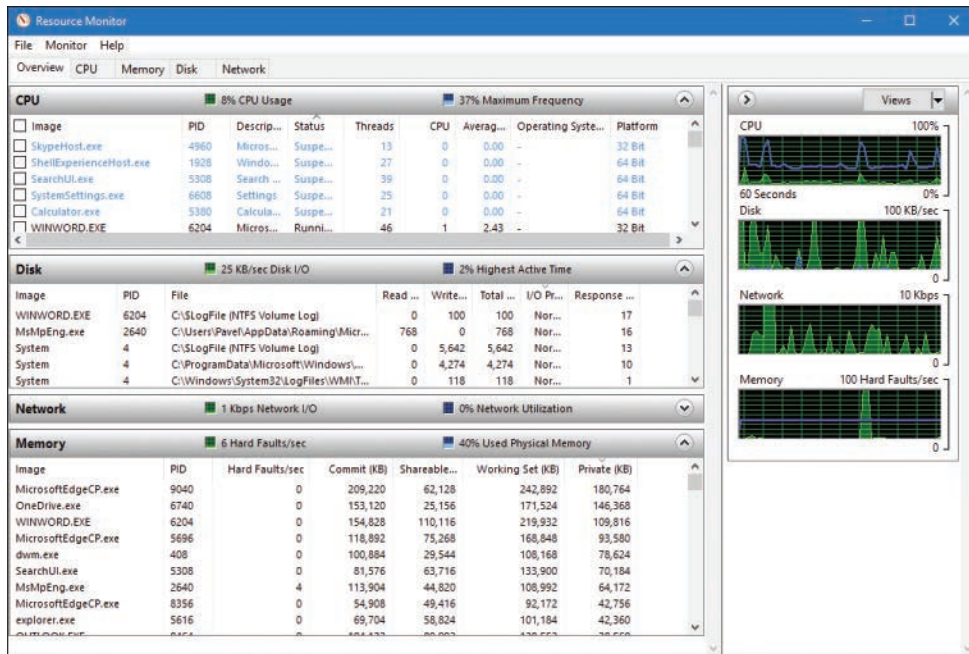 Resource Monitor
File Monitor Help
Overview CPU Memory Disk Network
CPU 8% CPU Usage 37% Maximum Frequency
Image PID Descrip... Status Threads CPU Averag... Operating Syste... Platform
SkypeHost.exe 4960 Micros... Suspe... 13 0 0.00 - 32 Bit
ShellExperienceHost.exe 1928 Windo... Suspe... 27 0 0.00 - 64 Bit
SearchUI.exe 5308 Search ... Suspe... 39 0 0.00 - 64 Bit
SystemSettings.exe 6608 Settings Suspe... 25 0 0.00 - 64 Bit
Calculator.exe 5380 Calcula... Suspe... 21 0 0.00 - 64 Bit
WINWORD.EXE 6204 Micros... Runni... 46 1 2.43 - 32 Bit
Disk 25 KB/sec Disk I/O 2% Highest Active Time
Image PID File Read ... Write... Total ... I/O Pr... Response ...
WINWORD.EXE 6204 C:\$LogFile (NTFS Volume Log) 0 100 100 Nor... 17
MsMpEng.exe 2640 C:\Users\Pavel\AppData\Roaming\Micr... 768 0 768 Nor... 16
System 4 C:\$LogFile (NTFS Volume Log) 0 5,642 5,642 Nor... 13
System 4 C:\ProgramData\Microsoft\Windows\... 0 4,274 4,274 Nor... 10
System 4 C:\Windows\System32\LogFiles\WMI\T... 0 118 118 Nor... 1
Network 1 Kbps Network I/O 0% Network Utilization
Memory 6 Hard Faults/sec 40% Used Physical Memory
Image PID Hard Faults/sec Commit (KB) Shareable... Working Set (KB) Private (KB)
MicrosoftEdgeCP.exe 9040 0 209,220 62,128 242,892 180,764
OneDrive.exe 6740 0 153,120 25,156 171,524 146,368
WINWORD.EXE 6204 0 154,828 110,116 219,932 109,816
MicrosoftEdgeCP.exe 5696 0 118,892 75,268 168,848 93,580
dwm.exe 408 0 100,884 29,544 108,168 78,624
SearchUI.exe 5308 0 81,576 63,716 133,900 70,184
MsMpEng.exe 2640 4 113,904 44,820 108,992 64,172
MicrosoftEdgeCP.exe 8356 0 54,908 49,416 92,172 42,756
explorer.exe 5616 0 69,704 58,824 101,184 42,360
OUTLOOK.EXE
Views
CPU 100%
60 Seconds 0%
Disk 100 KB/sec
0
Network 10 Kbps
0
Memory 100 Hard Faults/sec
0